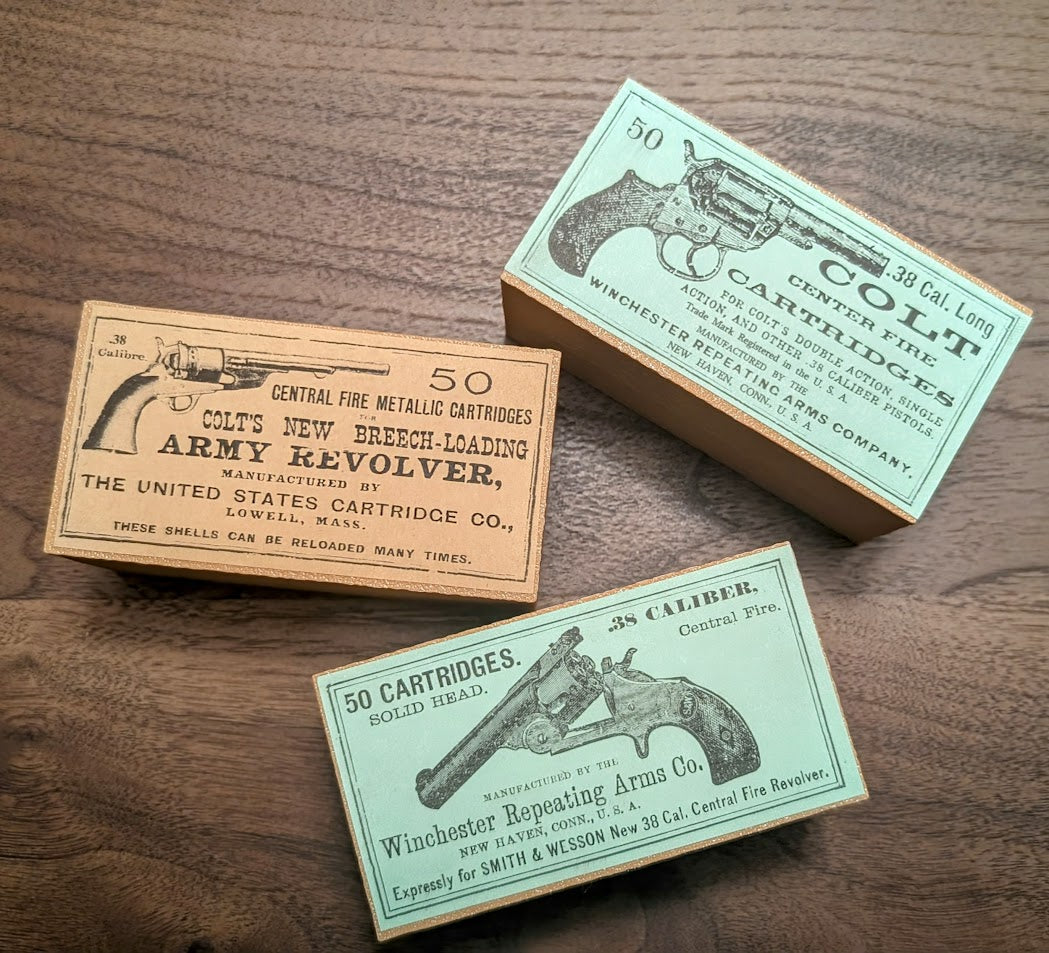 .38
Calibre.
50
CENTRAL FIRE METALLIC CARTRIDGES
FOR
COLT'S NEW BREECH-LOADING
ARMY REVOLVER,
MANUFACTURED BY
THE UNITED STATES CARTRIDGE CO.,
LOWELL, MASS.
THESE SHELLS CAN BE RELOADED MANY TIMES.
50
.38 Cal. Long
COLT
CENTER FIRE
CARTRIDGES
FOR COLT'S DOUBLE ACTION, SINGLE
ACTION, AND OTHER .38 CALIBER PISTOLS.
Trade Mark Registered in the U. S. A.
MANUFACTURED BY THE
WINCHESTER REPEATING ARMS COMPANY,
NEW HAVEN, CONN., U. S. A.
.38 CALIBER,
Central Fire.
50 CARTRIDGES.
SOLID HEAD.
MANUFACTURED BY THE
Winchester Repeating Arms Co.
NEW HAVEN, CONN., U. S. A.
Expressly for SMITH & WESSON New 38 Cal. Central Fire Revolver.